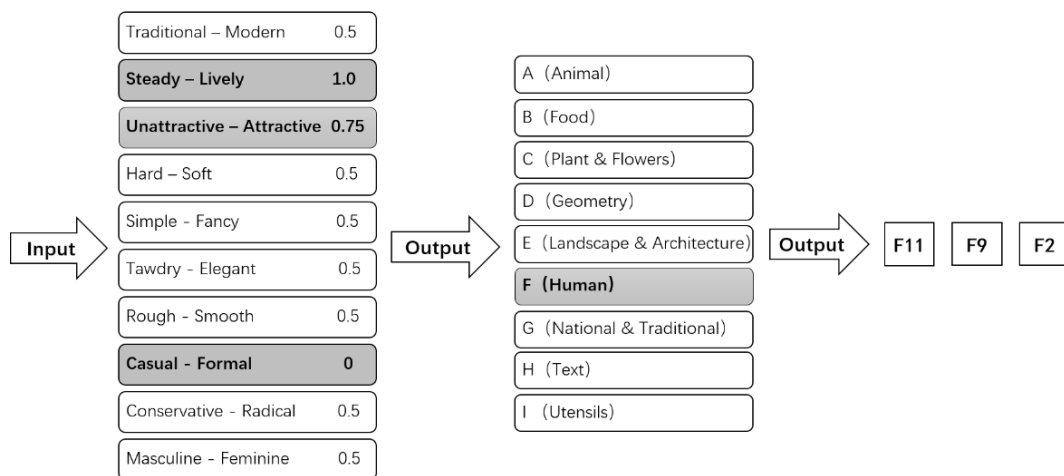 Input
Traditional – Modern 0.5
Steady – Lively 1.0
Unattractive – Attractive 0.75
Hard – Soft 0.5
Simple - Fancy 0.5
Tawdry - Elegant 0.5
Rough - Smooth 0.5
Casual - Formal 0
Conservative - Radical 0.5
Masculine - Feminine 0.5
Output
A（Animal）
B（Food）
C（Plant & Flowers）
D（Geometry）
E（Landscape & Architecture）
F（Human）
G（National & Traditional）
H（Text）
I（Utensils）
Output
F11 F9 F2